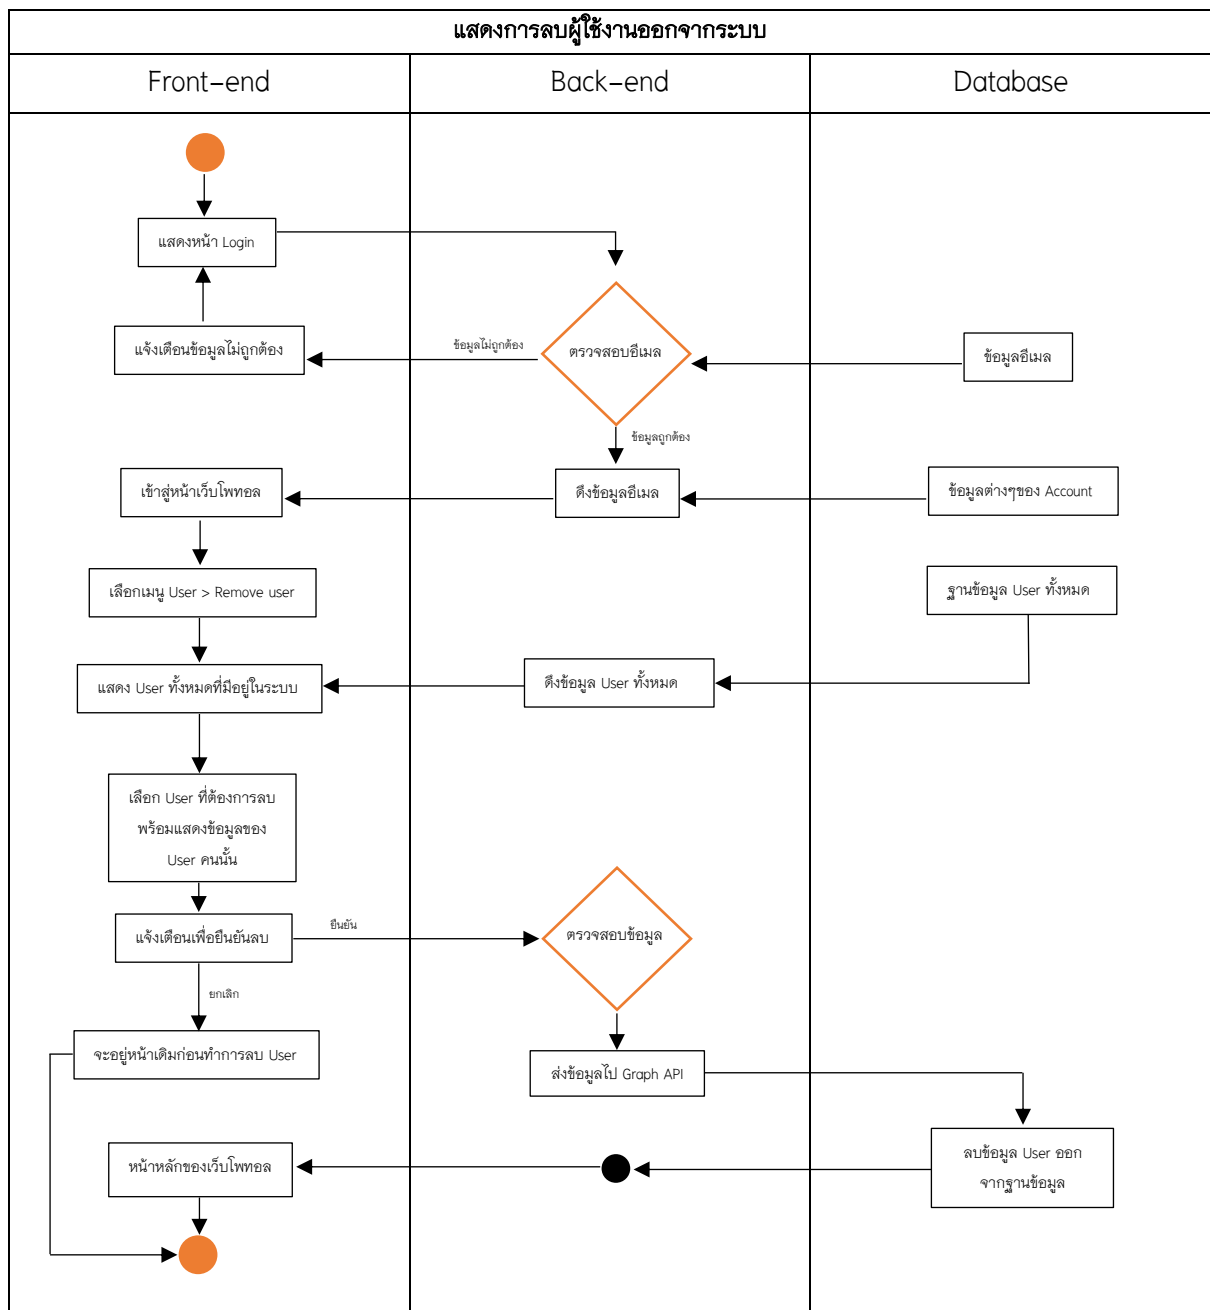 แสดงการลบผู้ใช้งานออกจากระบบ
Front-end
Back-end
Database
แสดงหน้า Login
แจ้งเตือนข้อมูลไม่ถูกต้อง
ข้อมูลไม่ถูกต้อง
ตรวจสอบอีเมล
ข้อมูลอีเมล
ข้อมูลถูกต้อง
เข้าสู่หน้าเว็บโพทอล
ดึงข้อมูลอีเมล
ข้อมูลต่างๆของ Account
เลือกเมนู User > Remove user
ฐานข้อมูล User ทั้งหมด
แสดง User ทั้งหมดที่มีอยู่ในระบบ
ดึงข้อมูล User ทั้งหมด
เลือก User ที่ต้องการลบ
พร้อมแสดงข้อมูลของ
User คนนั้น
แจ้งเตือนเพื่อยืนยันลบ
ยืนยัน
ตรวจสอบข้อมูล
ยกเลิก
จะอยู่หน้าเดิมก่อนทำการลบ User
ส่งข้อมูลไป Graph API
หน้าหลักของเว็บโพทอล
ลบข้อมูล User ออก
จากฐานข้อมูล